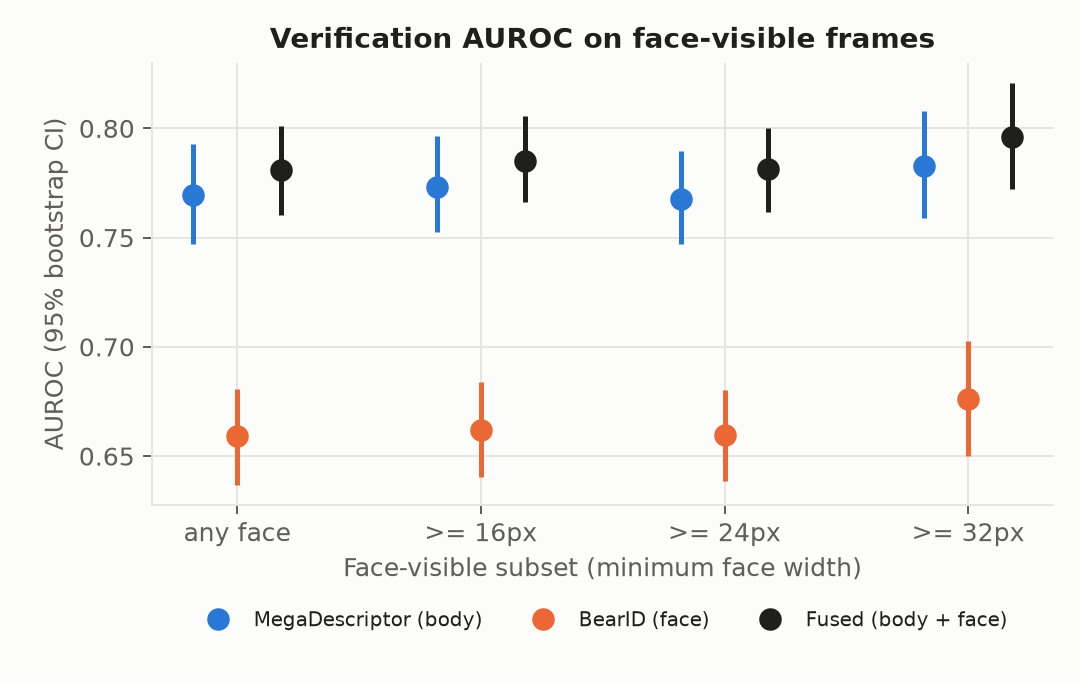 Verification AUROC on face-visible frames
AUROC (95% bootstrap CI)
0.80
0.75
0.70
0.65
any face
>= 16px
>= 24px
>= 32px
Face-visible subset (minimum face width)
MegaDescriptor (body)
BearID (face)
Fused (body + face)